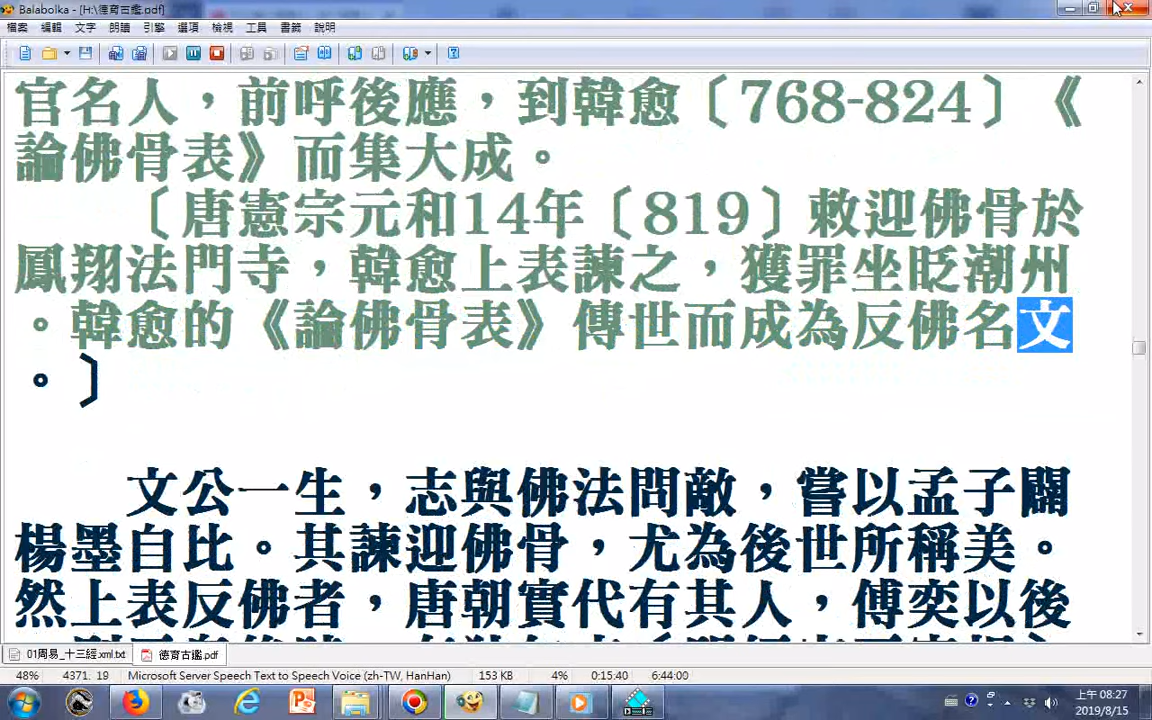 Balabolka - [H:\德育古鑑.pdf]
檔案 編輯 文字 朗讀 引擎 選項 檢視 工具 書籤 說明
官名人，前呼後應，到韓愈〔768-824〕《
論佛骨表》而集大成。
〔唐憲宗元和14年〔819〕敕迎佛骨於
鳳翔法門寺，韓愈上表諫之，獲罪坐貶潮州
。韓愈的《論佛骨表》傳世而成為反佛名文
。〕
文公一生，志與佛法問敵，嘗以孟子闢
楊墨自比。其諫迎佛骨，尤為後世所稱美。
然上表反佛者，唐朝實代有其人，傅奕以後
01周易_十三經.xml.txt 德育古鑑.pdf
48% 4371. 19 Microsoft Server Speech Text to Speech Voice (zh-TW, HanHan) 153 KB 4% 0:15:40 6:44:00
上午 08:27
2019/8/15